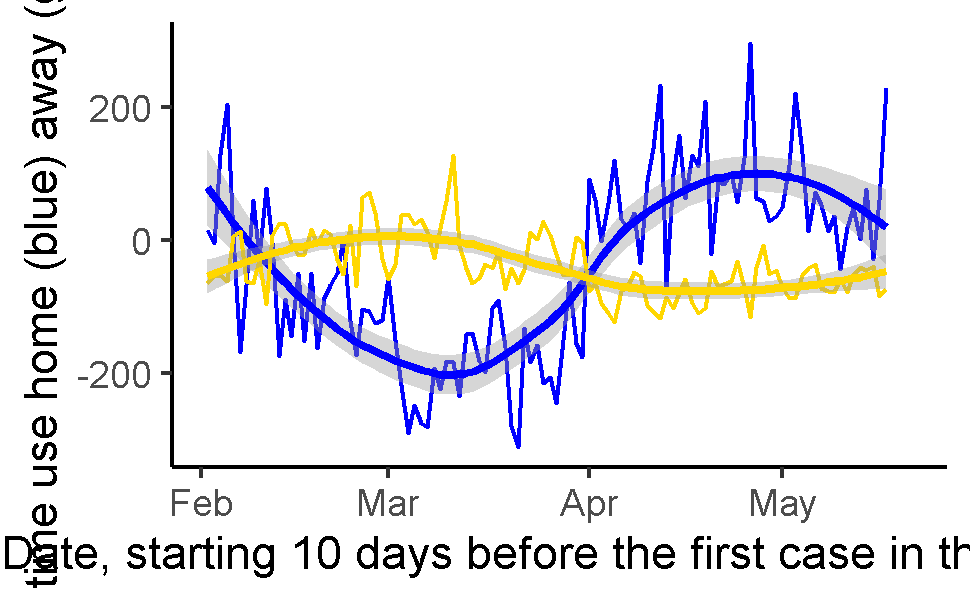 time use home (blue) away (
200
0
-200
Feb Mar Apr May
Date, starting 10 days before the first case in th